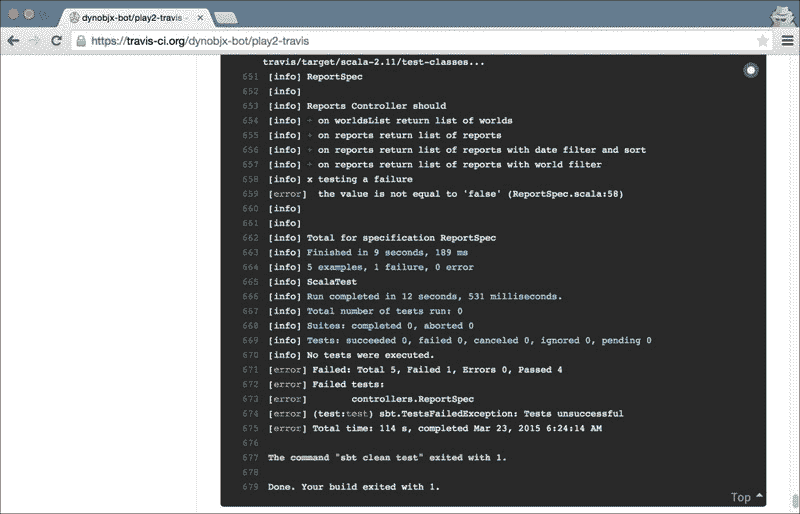 dynobjx-bot/play2-travis -
https://travis-ci.org/dynobjx-bot/play2-travis
travis/target/scala-2.11/test-classes...
651 [info] ReportSpec
652 [info]
653 [info] Reports Controller should
654 [info] + on worldsList return list of worlds
655 [info] + on reports return list of reports
656 [info] + on reports return list of reports with date filter and sort
657 [info] + on reports return list of reports with world filter
658 [info] x testing a failure
659 [error]  the value is not equal to 'false' (ReportSpec.scala:58)
660 [info]
661 [info]
662 [info] Total for specification ReportSpec
663 [info] Finished in 9 seconds, 189 ms
664 [info] 5 examples, 1 failure, 0 error
665 [info] ScalaTest
666 [info] Run completed in 12 seconds, 531 milliseconds.
667 [info] Total number of tests run: 0
668 [info] Suites: completed 0, aborted 0
669 [info] Tests: succeeded 0, failed 0, canceled 0, ignored 0, pending 0
670 [info] No tests were executed.
671 [error] Failed: Total 5, Failed 1, Errors 0, Passed 4
672 [error] Failed tests:
673 [error]        controllers.ReportSpec
674 [error] (test:test) sbt.TestsFailedException: Tests unsuccessful
675 [error] Total time: 114 s, completed Mar 23, 2015 6:24:14 AM
676
677 The command "sbt clean test" exited with 1.
678
679 Done. Your build exited with 1.
Top